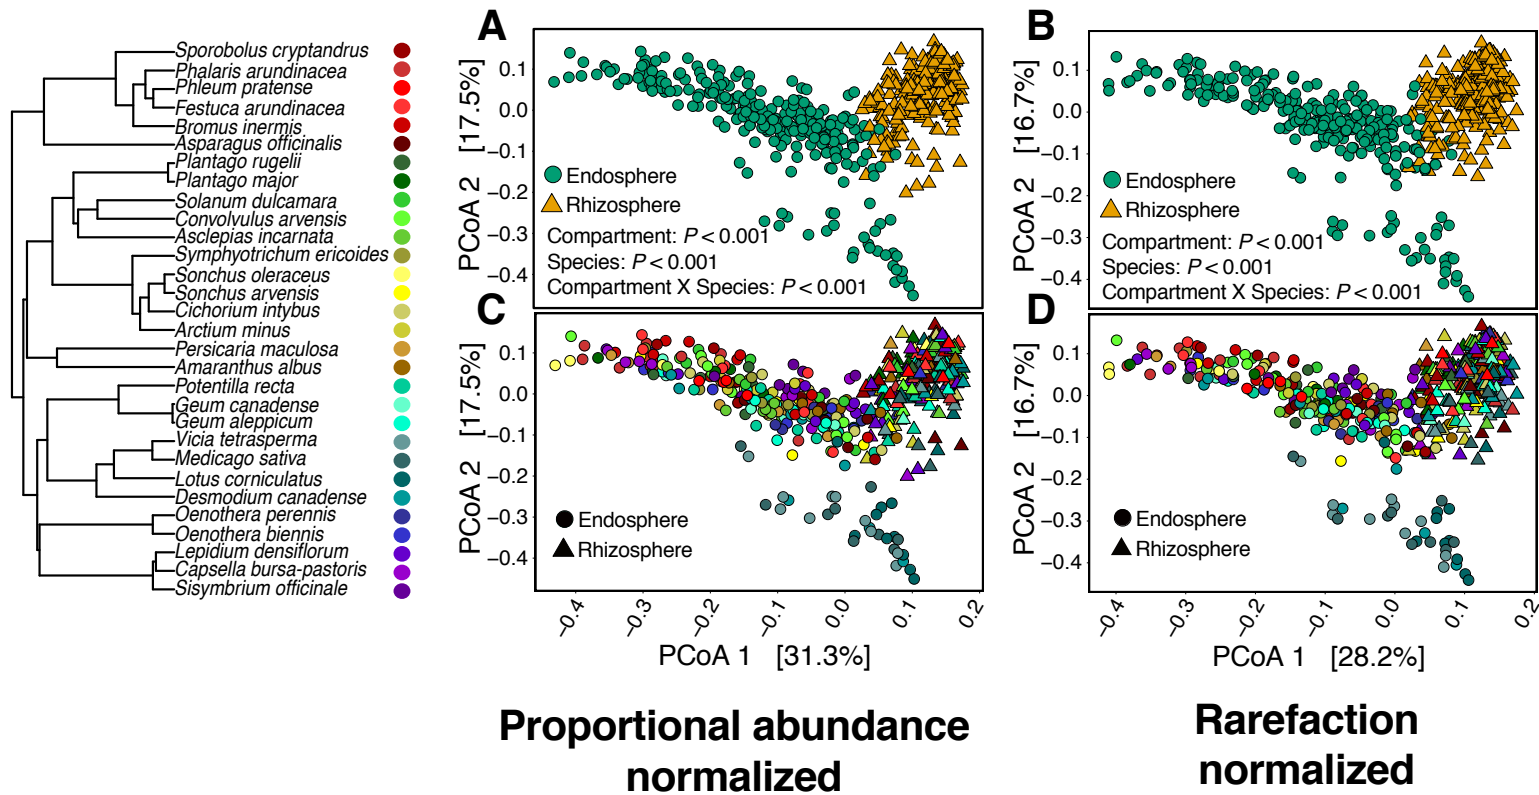 Sporobolus cryptandrus
Phalaris arundinacea
Phleum pratense
Festuca arundinacea
Bromus inermis
Asparagus officinalis
Plantago rugelii
Plantago major
Solanum dulcamara
Convolvulus arvensis
Asclepias incarnata
Symphyotrichum ericoides
Sonchus oleraceus
Sonchus arvensis
Cichorium intybus
Arctium minus
Persicaria maculosa
Amaranthus albus
Potentilla recta
Geum canadense
Geum aleppicum
Vicia tetrasperma
Medicago sativa
Lotus corniculatus
Desmodium canadense
Oenothera perennis
Oenothera biennis
Lepidium densiflorum
Capsella bursa-pastoris
Sisymbrium officinale
A
PCoA 2 [17.5%]
0.1
0.0
−0.1
−0.2
−0.3
−0.4
Endosphere
Rhizosphere
Compartment: P < 0.001
Species: P < 0.001
Compartment X Species: P < 0.001
B
PCoA 2 [16.7%]
0.1
0.0
−0.1
−0.2
−0.3
−0.4
Endosphere
Rhizosphere
Compartment: P < 0.001
Species: P < 0.001
Compartment X Species: P < 0.001
C
PCoA 2 [17.5%]
0.1
0.0
−0.1
−0.2
−0.3
−0.4
Endosphere
Rhizosphere
−0.4 −0.3 −0.2 −0.1 0.0 0.1 0.2
PCoA 1 [31.3%]
D
PCoA 2 [16.7%]
0.1
0.0
−0.1
−0.2
−0.3
−0.4
Endosphere
Rhizosphere
−0.4 −0.3 −0.2 −0.1 0.0 0.1 0.2
PCoA 1 [28.2%]
Proportional abundance
normalized
Rarefaction
normalized